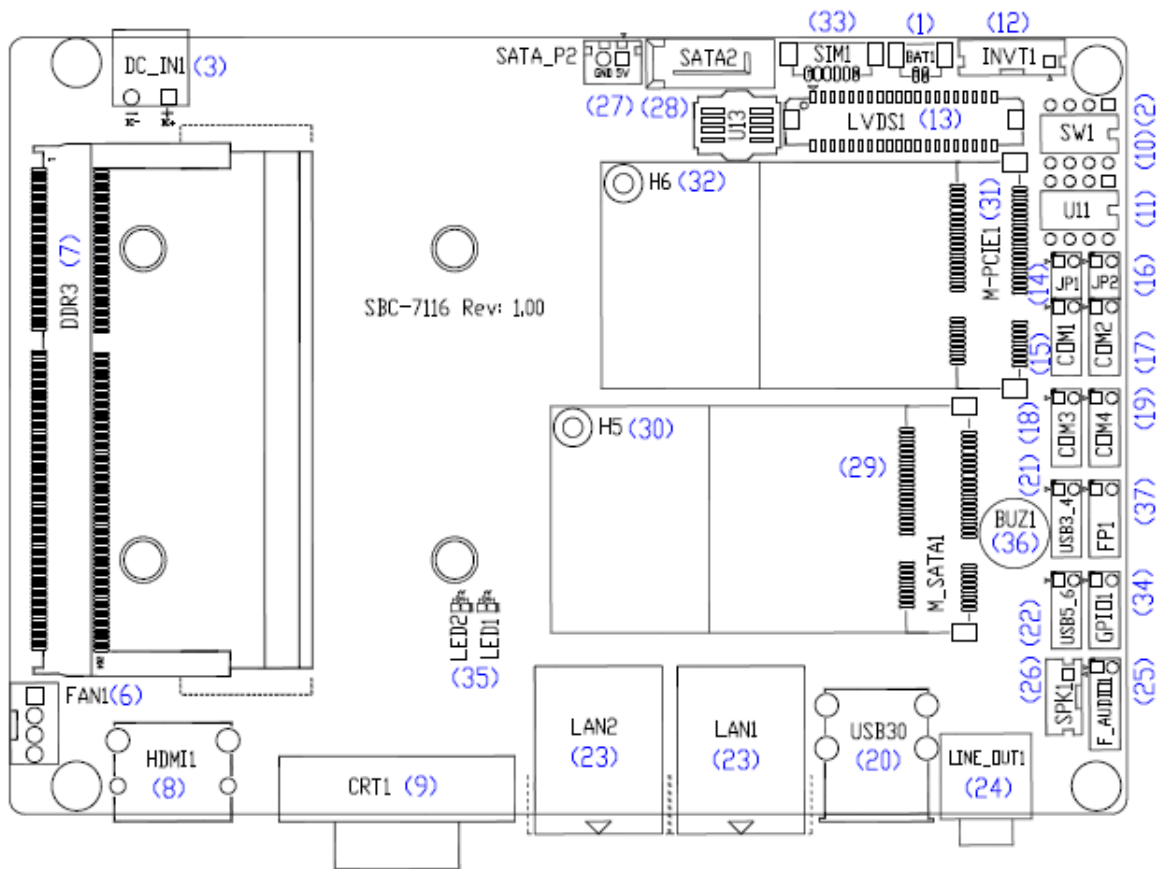 (33)
(1)
(12)
DC_IN1 (3)
SATA_P2
GND 5V
SATA2
SIM1
BAT1
INVT1
(27)
(28)
U13
LVDS1 (13)
SW1
(2)
(10)
H6 (32)
M-PCIE1
(31)
U11
(11)
DDR3
(7)
JP1
JP2
(14)
(16)
SBC-7116 Rev: 1.00
COM1
COM2
(15)
(17)
H5 (30)
COM3
COM4
(18)
(19)
(29)
(21)
BUZ1
(36)
USB3_4
FP1
(37)
M_SATA1
LED2
LED1
(35)
USB5_6
GPIO1
(22)
(34)
FAN1(6)
(26)
SPK1
F_AUDIO1
(25)
HDMI1
(8)
CRT1 (9)
LAN2
(23)
LAN1
(23)
USB30
(20)
LINE_OUT1
(24)